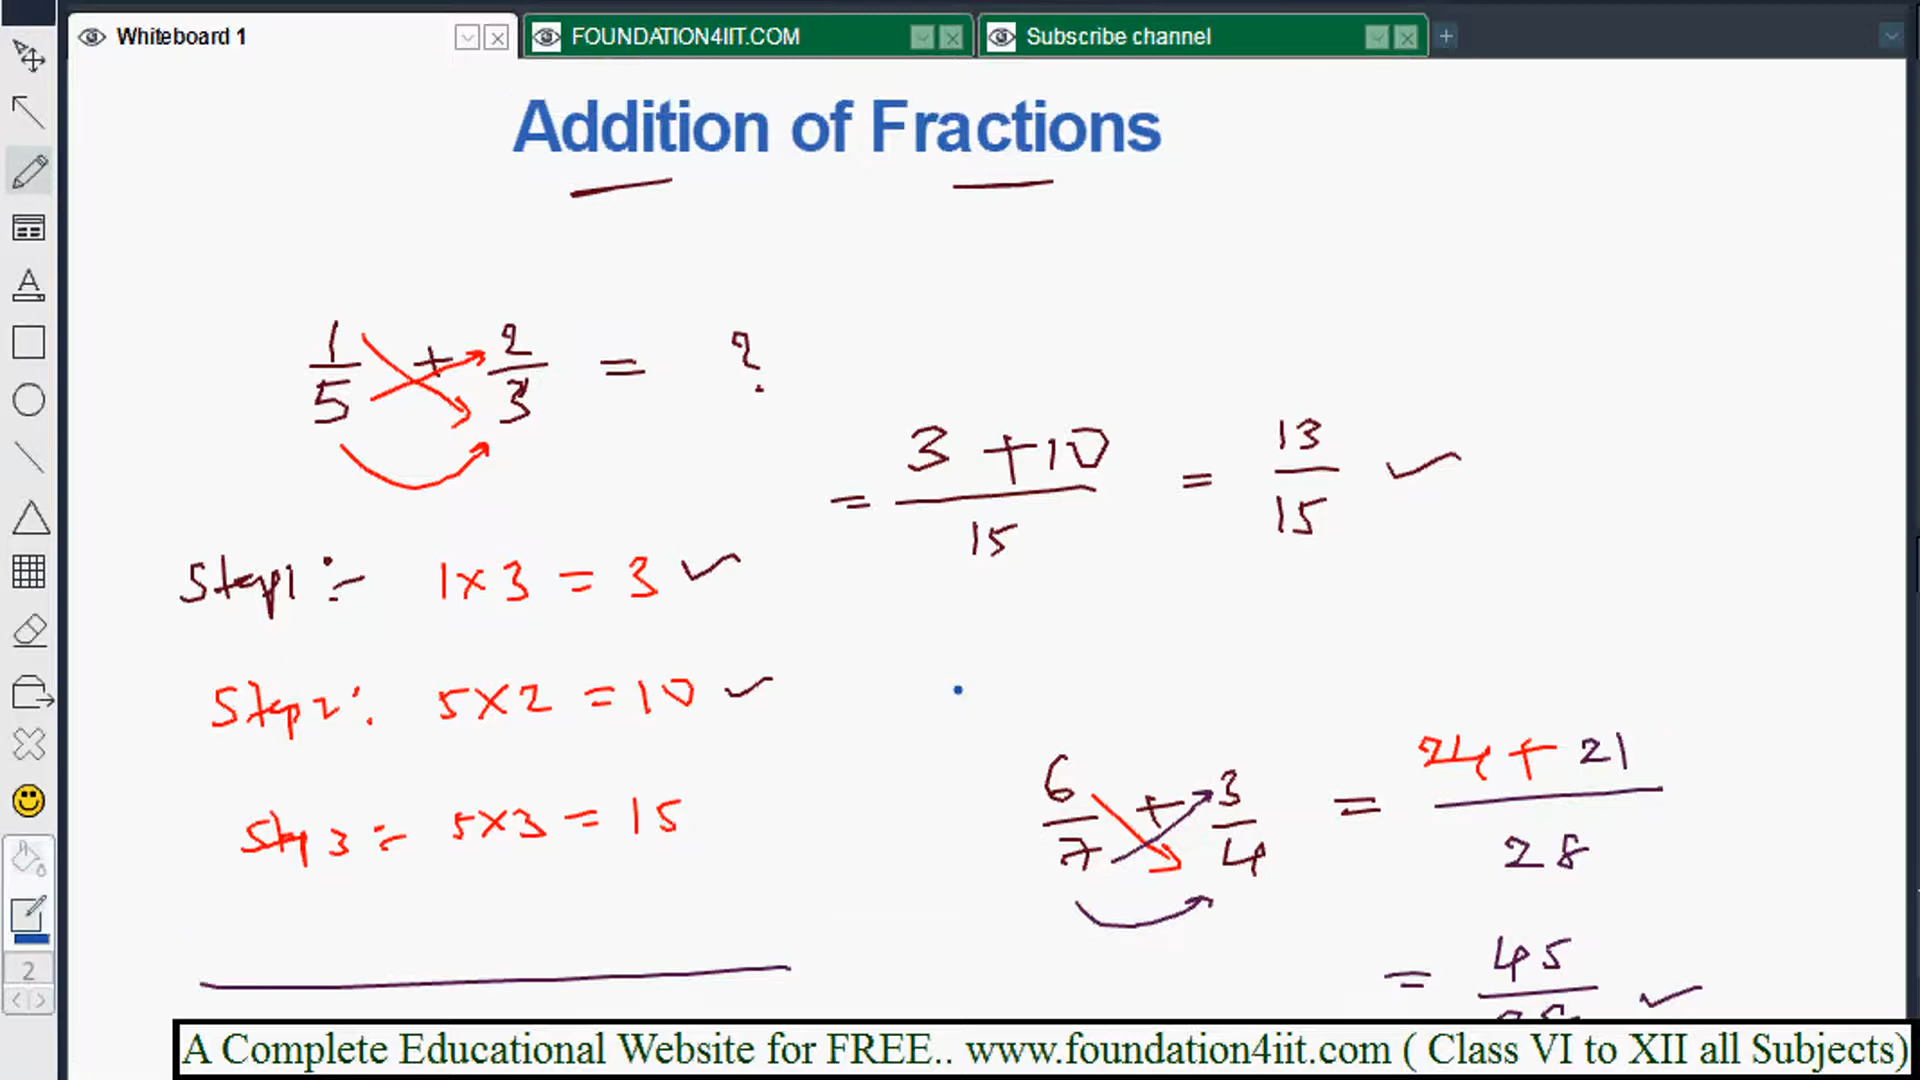 Whiteboard 1
FOUNDATION4IIT.COM
Subscribe channel
Addition of Fractions
1/5 + 2/3 = ?
= 3 + 10 / 15 = 13/15
Step1 :- 1 x 3 = 3
Step2 : 5 x 2 = 10
Step 3 = 5 x 3 = 15
6/7 + 3/4 = 24 + 21 / 28
= 45
2
A Complete Educational Website for FREE.. www.foundation4iit.com ( Class VI to XII all Subjects)